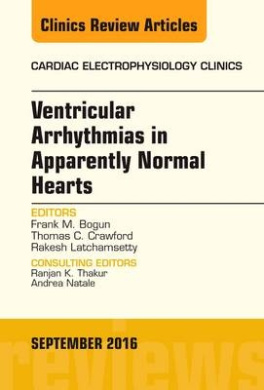 Clinics Review Articles
CARDIAC ELECTROPHYSIOLOGY CLINICS
Ventricular
Arrhythmias in
Apparently Normal
Hearts
EDITORS
Frank M. Bogun
Thomas C. Crawford
Rakesh Latchamsetty
CONSULTING EDITORS
Ranjan K. Thakur
Andrea Natale
SEPTEMBER 2016
reviews